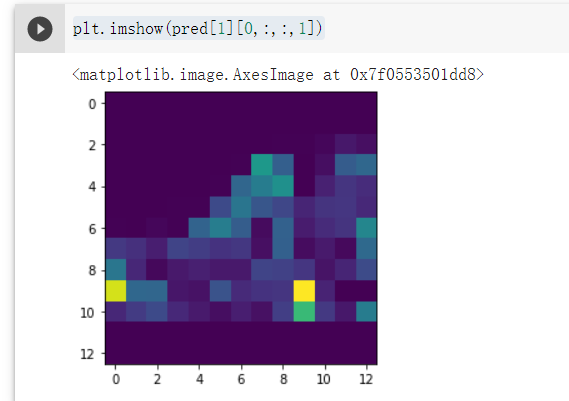 plt.imshow(pred[1][0,:,:,1])
<matplotlib.image.AxesImage at 0x7f0553501dd8>
0
2
4
6
8
10
12
0 2 4 6 8 10 12